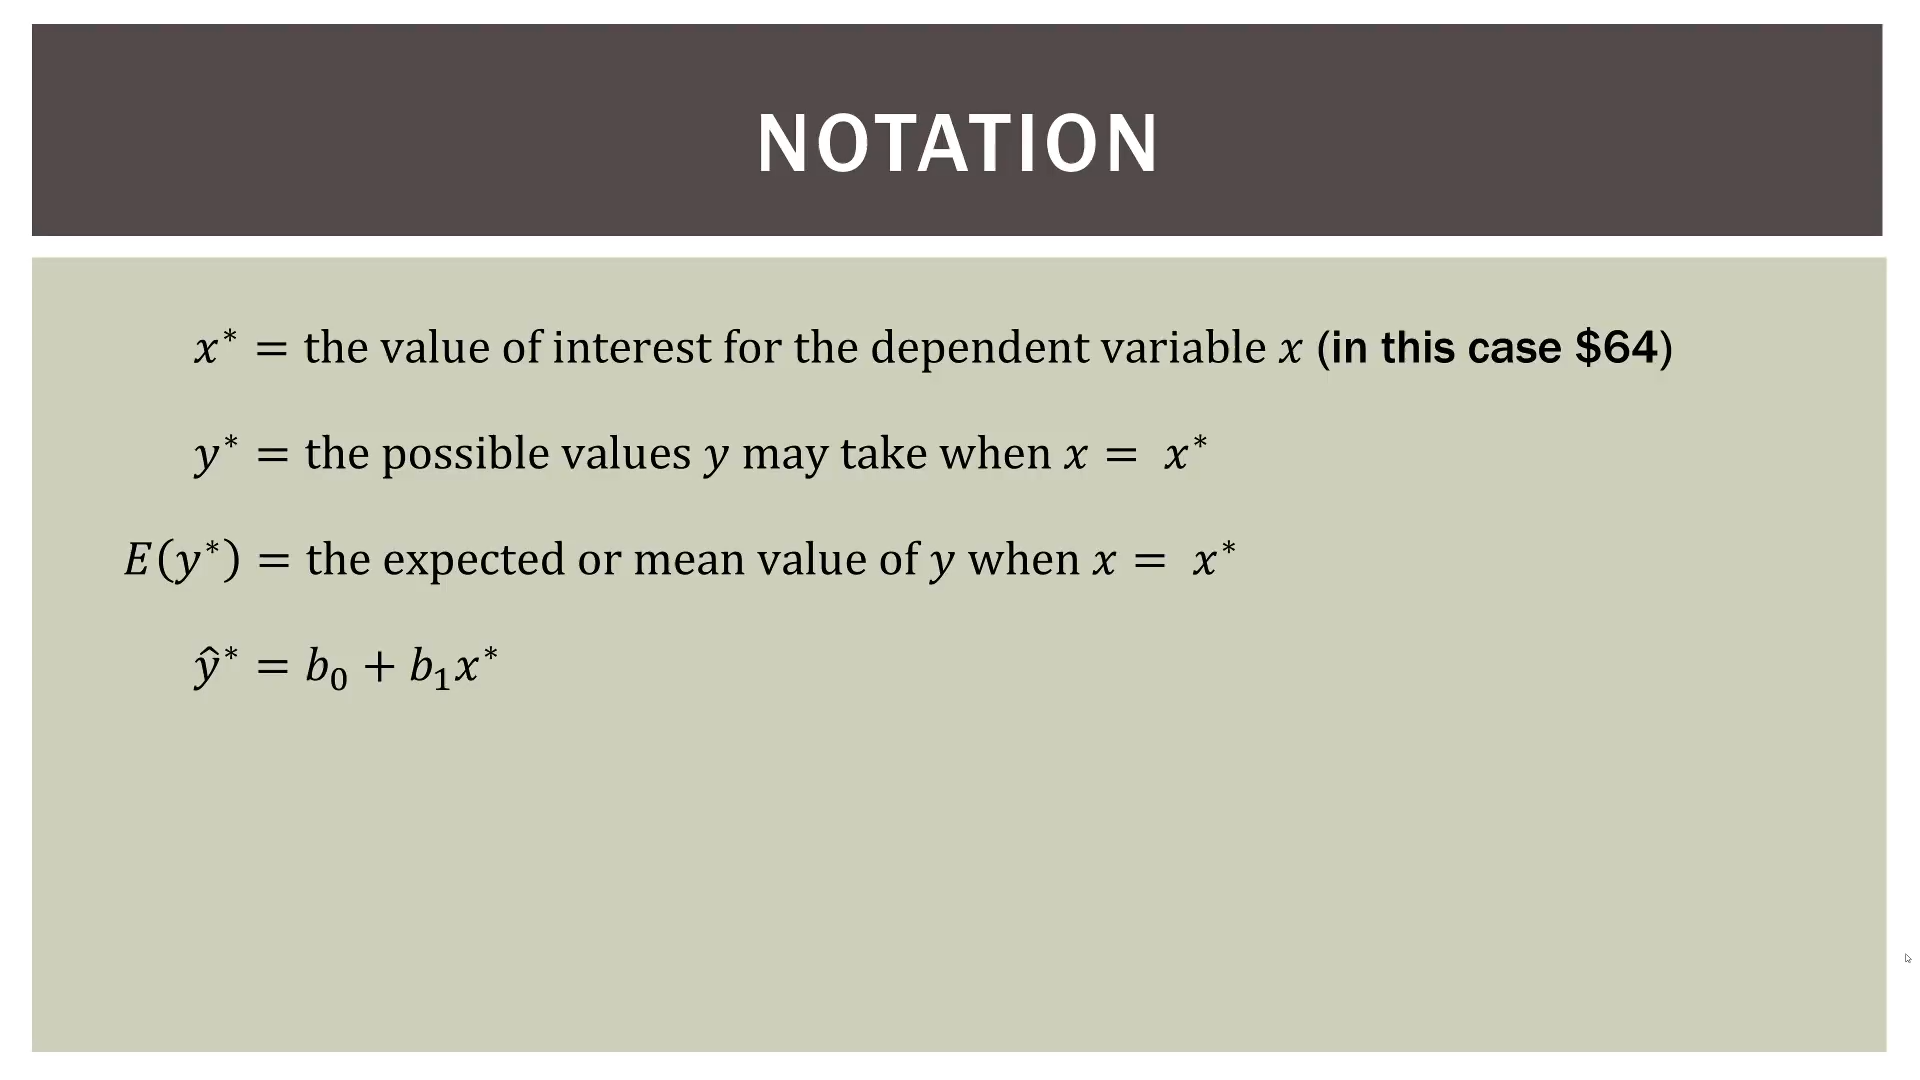 NOTATION
x* = the value of interest for the dependent variable x (in this case $64)
y* = the possible values y may take when x = x*
E(y*) = the expected or mean value of y when x = x*
ŷ* = b₀ + b₁x*